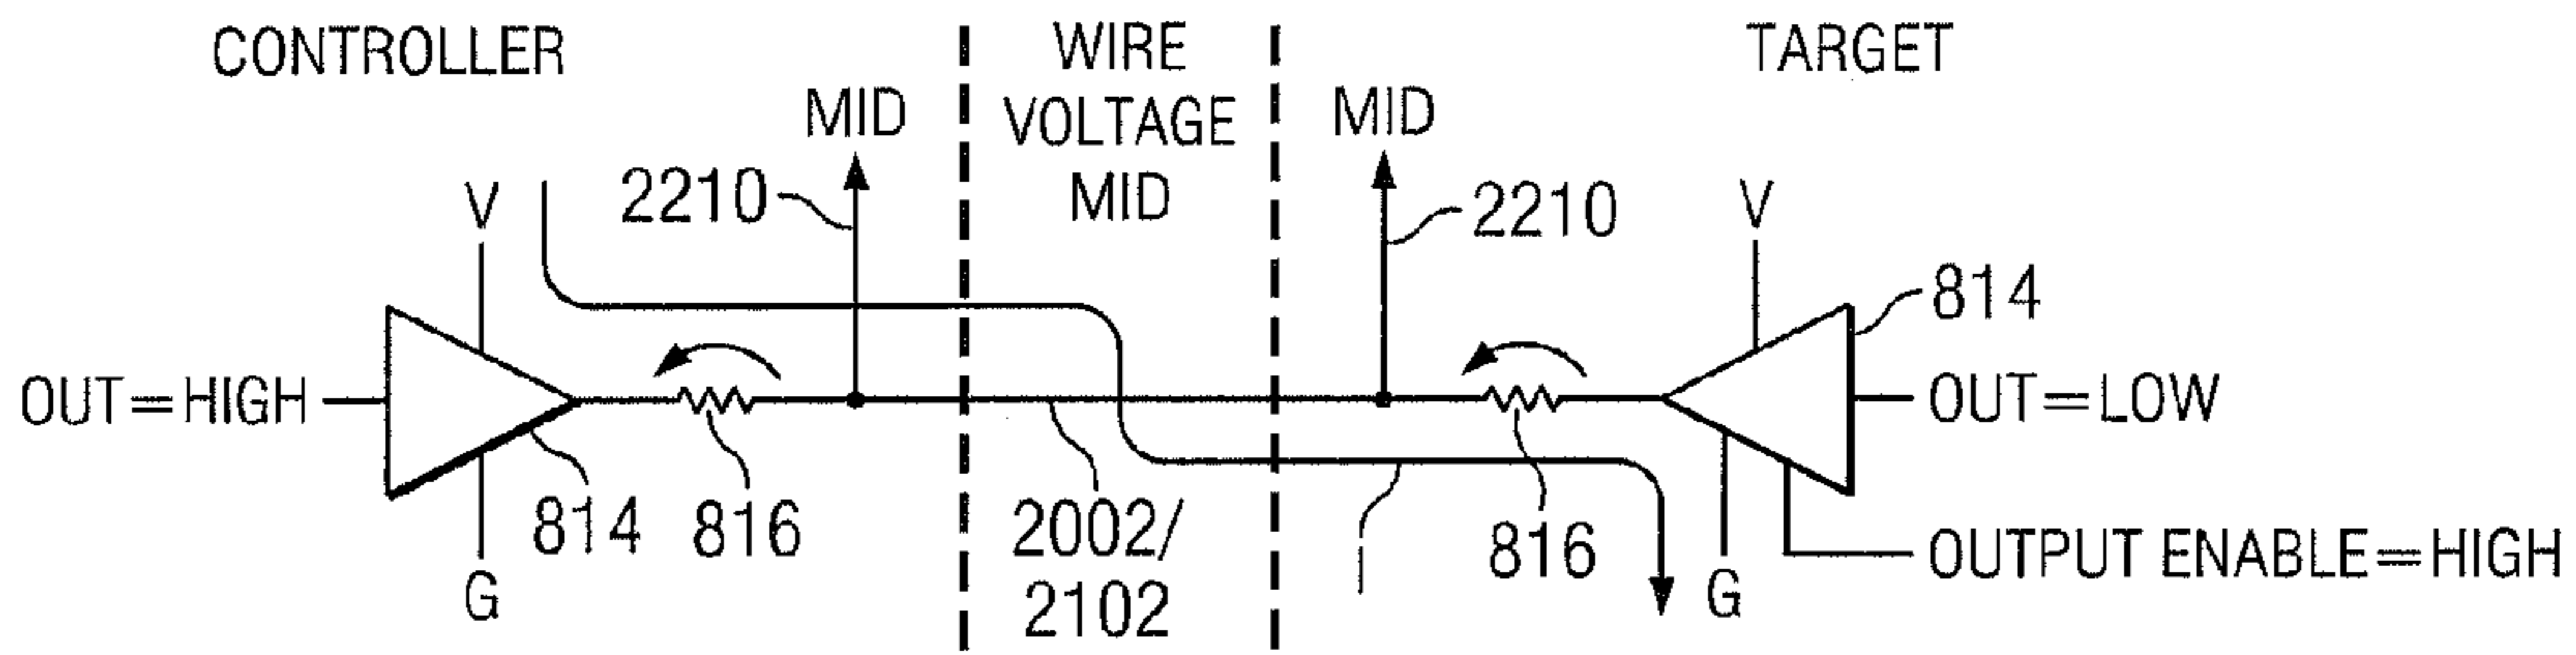 CONTROLLER
WIRE
VOLTAGE
MID
TARGET
MID
MID
V
2210
2210
V
814
OUT=HIGH
OUT=LOW
814
816
2002/
2102
I
816
OUTPUT ENABLE=HIGH
G
G